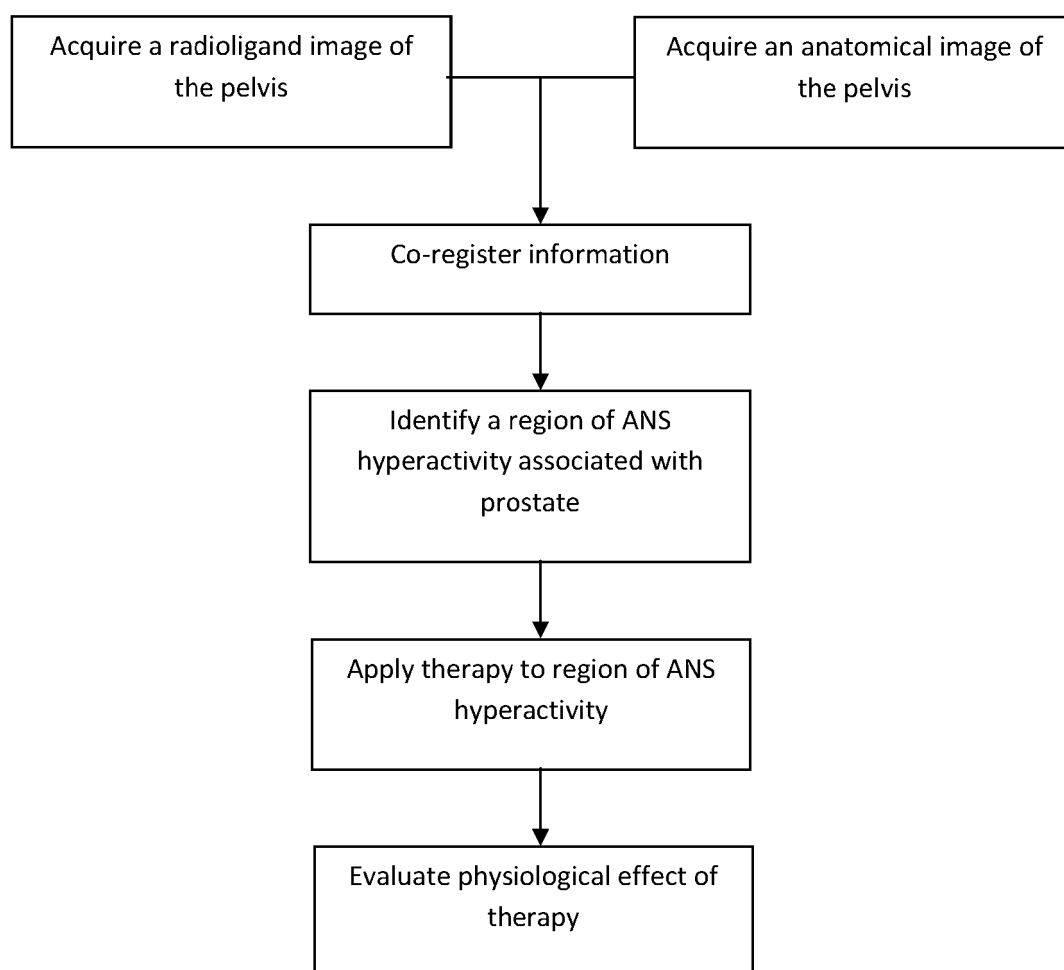 Acquire a radioligand image of
the pelvis
Acquire an anatomical image of
the pelvis
Co-register information
Identify a region of ANS
hyperactivity associated with
prostate
Apply therapy to region of ANS
hyperactivity
Evaluate physiological effect of
therapy